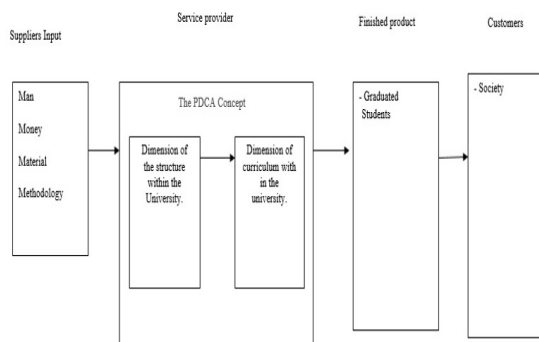 Suppliers Input
Service provider
Finished product
Customers
Man
Money
Material
Methodology
The PDCA Concept
Dimension of
the structure
within the
University.
Dimension of
curriculum with
in the
university.
- Graduated
Students
- Society